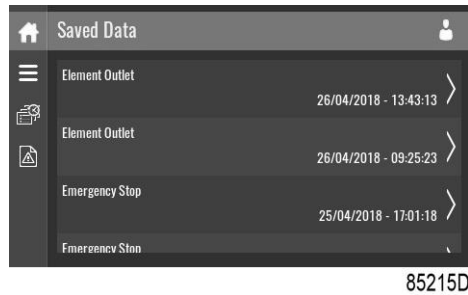 Saved Data
Element Outlet
26/04/2018 - 13:43:13
Element Outlet
26/04/2018 - 09:25:23
Emergency Stop
25/04/2018 - 17:01:18
Emergency Stop
85215D